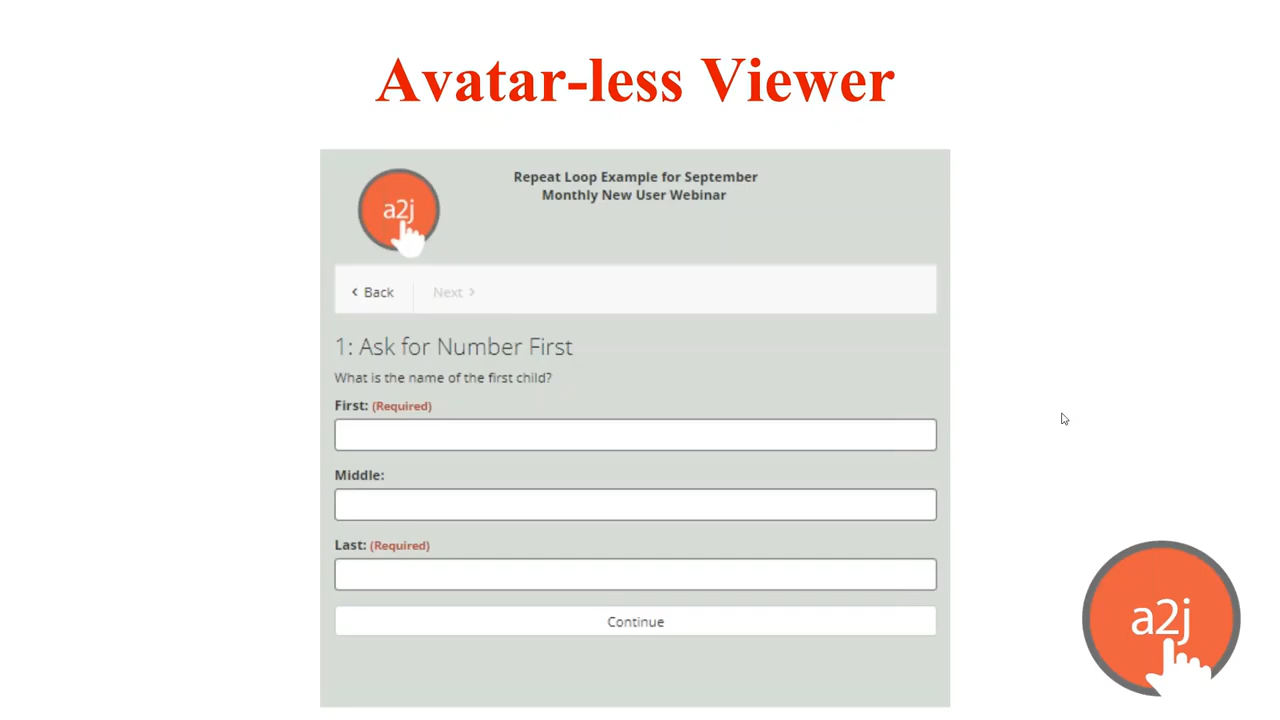 Avatar-less Viewer
a2j
Repeat Loop Example for September
Monthly New User Webinar
Back
Next
1: Ask for Number First
What is the name of the first child?
First: (Required)
Middle:
Last: (Required)
Continue
a2j